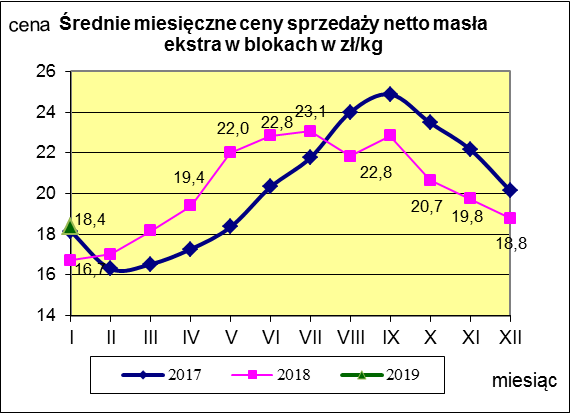 cena
Średnie miesięczne ceny sprzedaży netto masła
ekstra w blokach w zł/kg
26
24
22
20
18
16
14
18,4
16,7
19,4
22,0
22,8
23,1
22,8
20,7
19,8
18,8
I II III IV V VI VII VIII IX X XI XII
2017 2018 2019
miesiąc